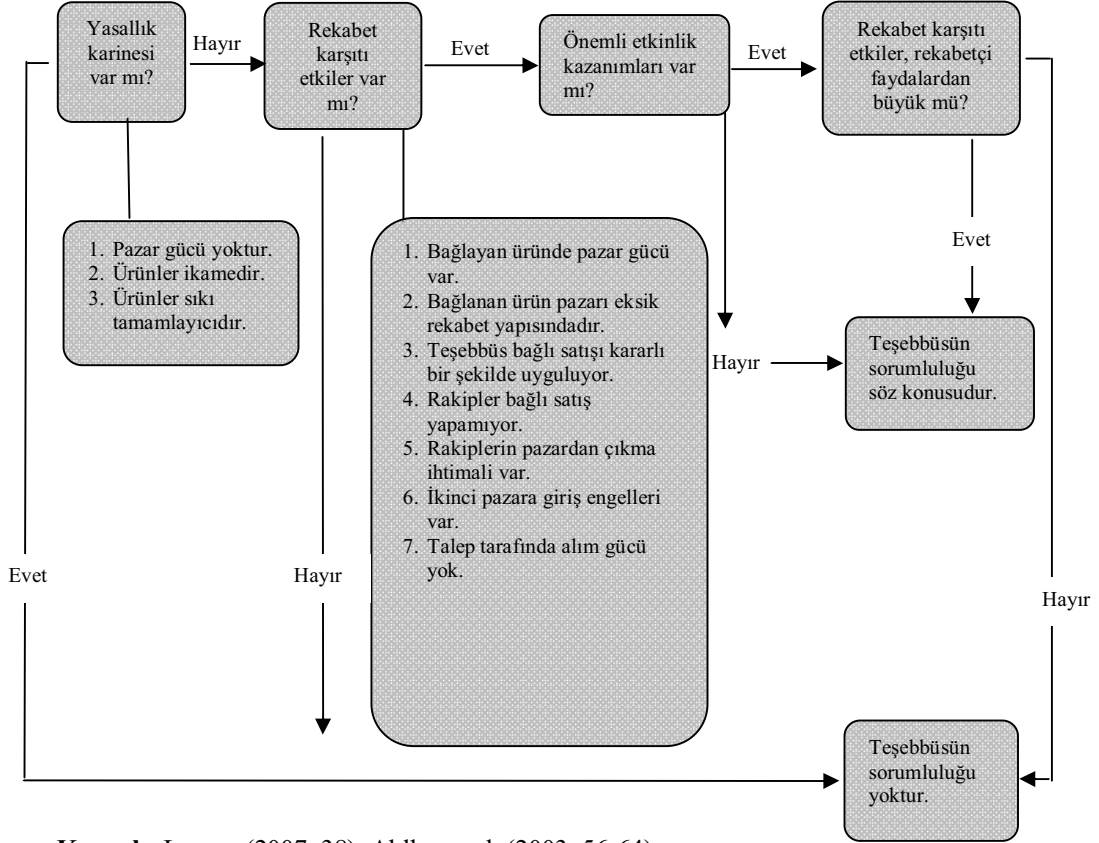 Yasallık
karinesi
var mı?
Hayır
Rekabet
karşıtı
etkiler var
mı?
Evet
Önemli etkinlik
kazanımları var
mı?
Evet
Rekabet karşıtı
etkiler, rekabetçi
faydalardan
büyük mü?
1. Pazar gücü yoktur.
2. Ürünler ikamedir.
3. Ürünler sıkı
tamamlayıcıdır.
1. Bağlayan üründe pazar gücü
var.
2. Bağlanan ürün pazarı eksik
rekabet yapısındadır.
3. Teşebbüs bağlı satışı kararlı
bir şekilde uyguluyor.
4. Rakipler bağlı satış
yapamıyor.
5. Rakiplerin pazardan çıkma
ihtimali var.
6. İkinci pazara giriş engelleri
var.
7. Talep tarafında alım gücü
yok.
Evet
Hayır
Teşebbüsün
sorumluluğu
söz konusudur.
Evet
Hayır
Hayır
Teşebbüsün
sorumluluğu
yoktur.